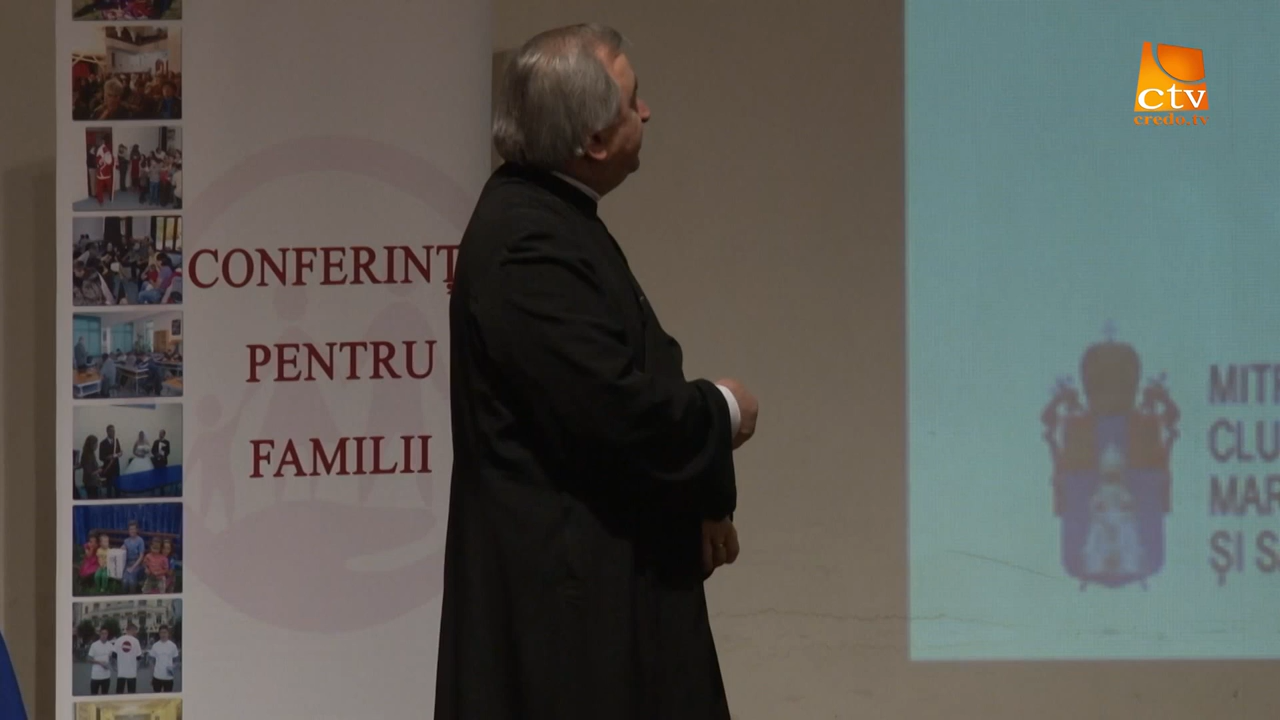 CONFERINȚ
PENTRU
FAMILII
ctv
credo.tv
MIT
CLU
MAR
ȘI S